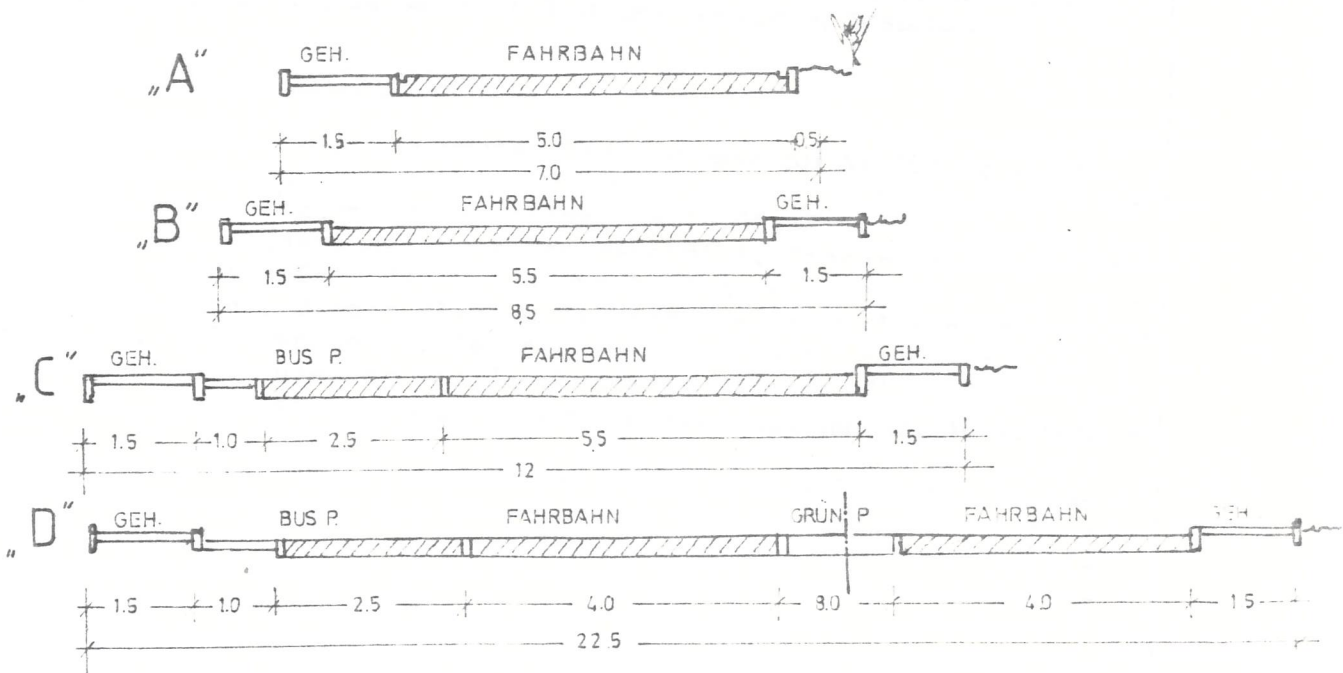 „A“ GEH. FAHRBAHN
1.5 5.0 0.5
7.0
„B“ GEH. FAHRBAHN GEH.
1.5 5.5 1.5
8.5
„C“ GEH. BUS P. FAHRBAHN GEH.
1.5 1.0 2.5 5.5 1.5
12
„D“ GEH. BUS P. FAHRBAHN GRÜN P. FAHRBAHN GEH.
1.5 1.0 2.5 4.0 8.0 4.0 1.5
22.5